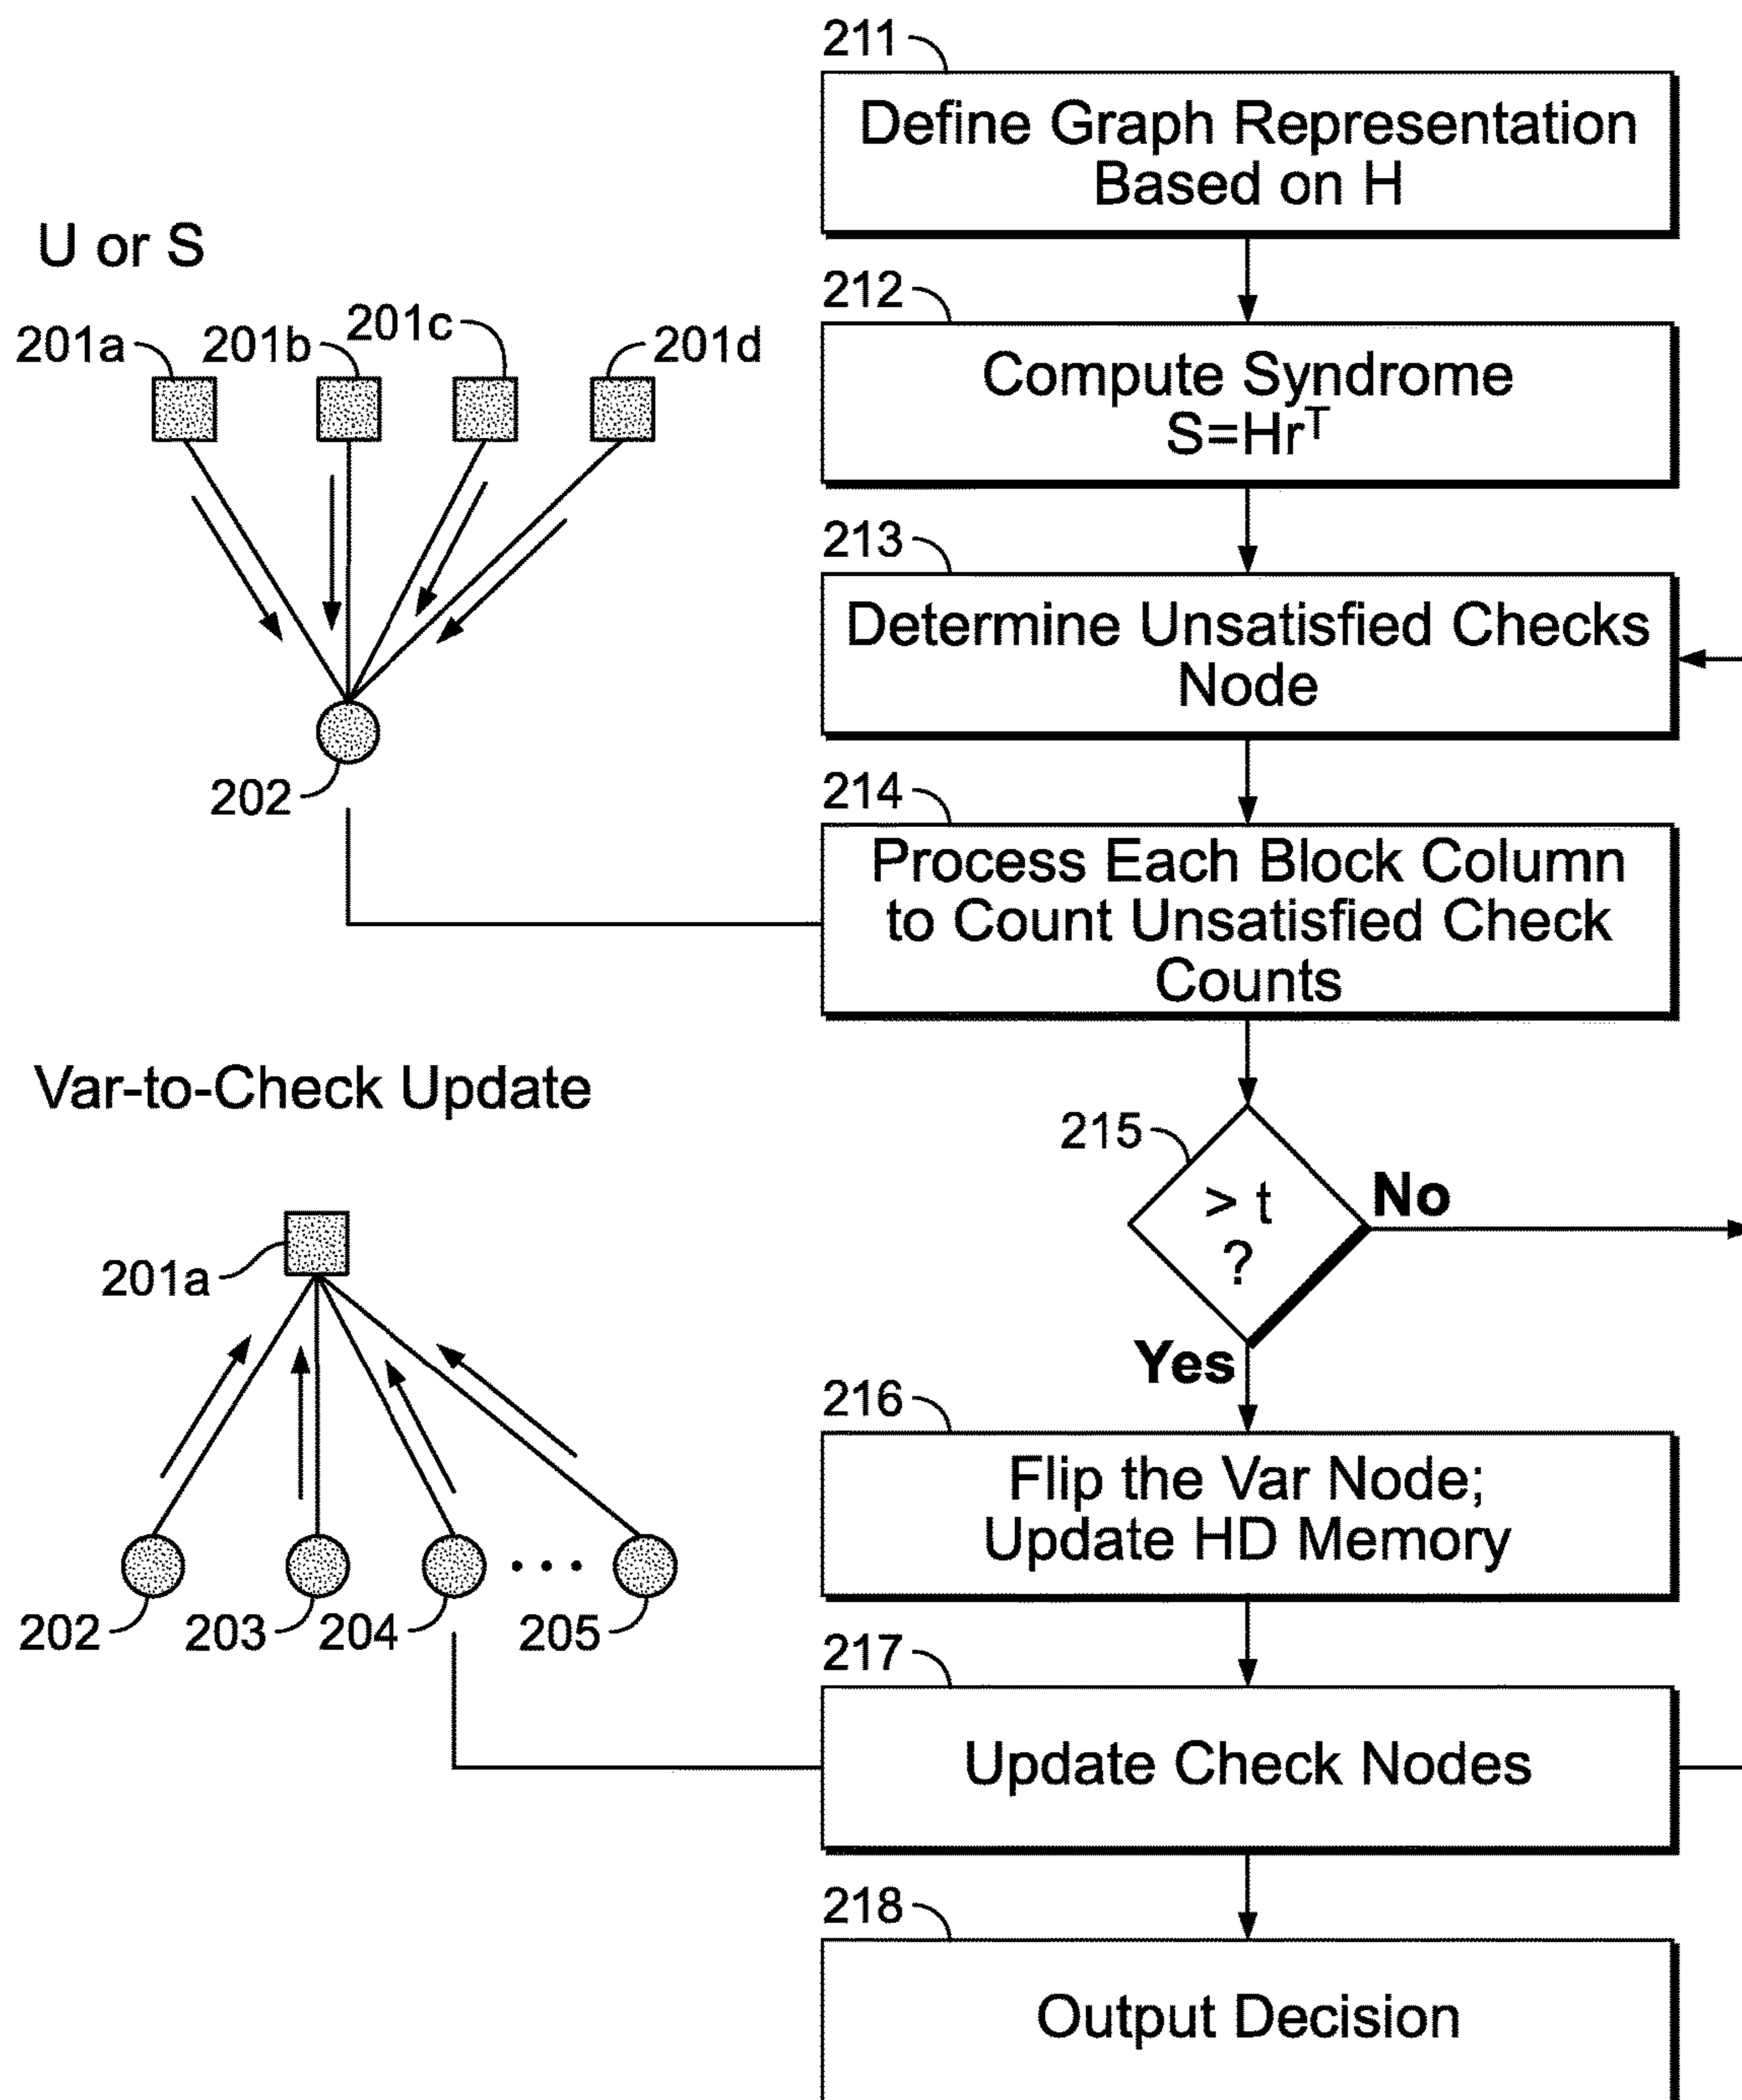 211
Define Graph Representation
Based on H
U or S
212
201a
201b
201c
201d
Compute Syndrome
S=Hr^T
213
Determine Unsatisfied Checks
Node
202
214
Process Each Block Column
to Count Unsatisfied Check
Counts
Var-to-Check Update
215
> t
?
No
Yes
201a
216
Flip the Var Node;
Update HD Memory
202
203
204
...
205
217
Update Check Nodes
218
Output Decision